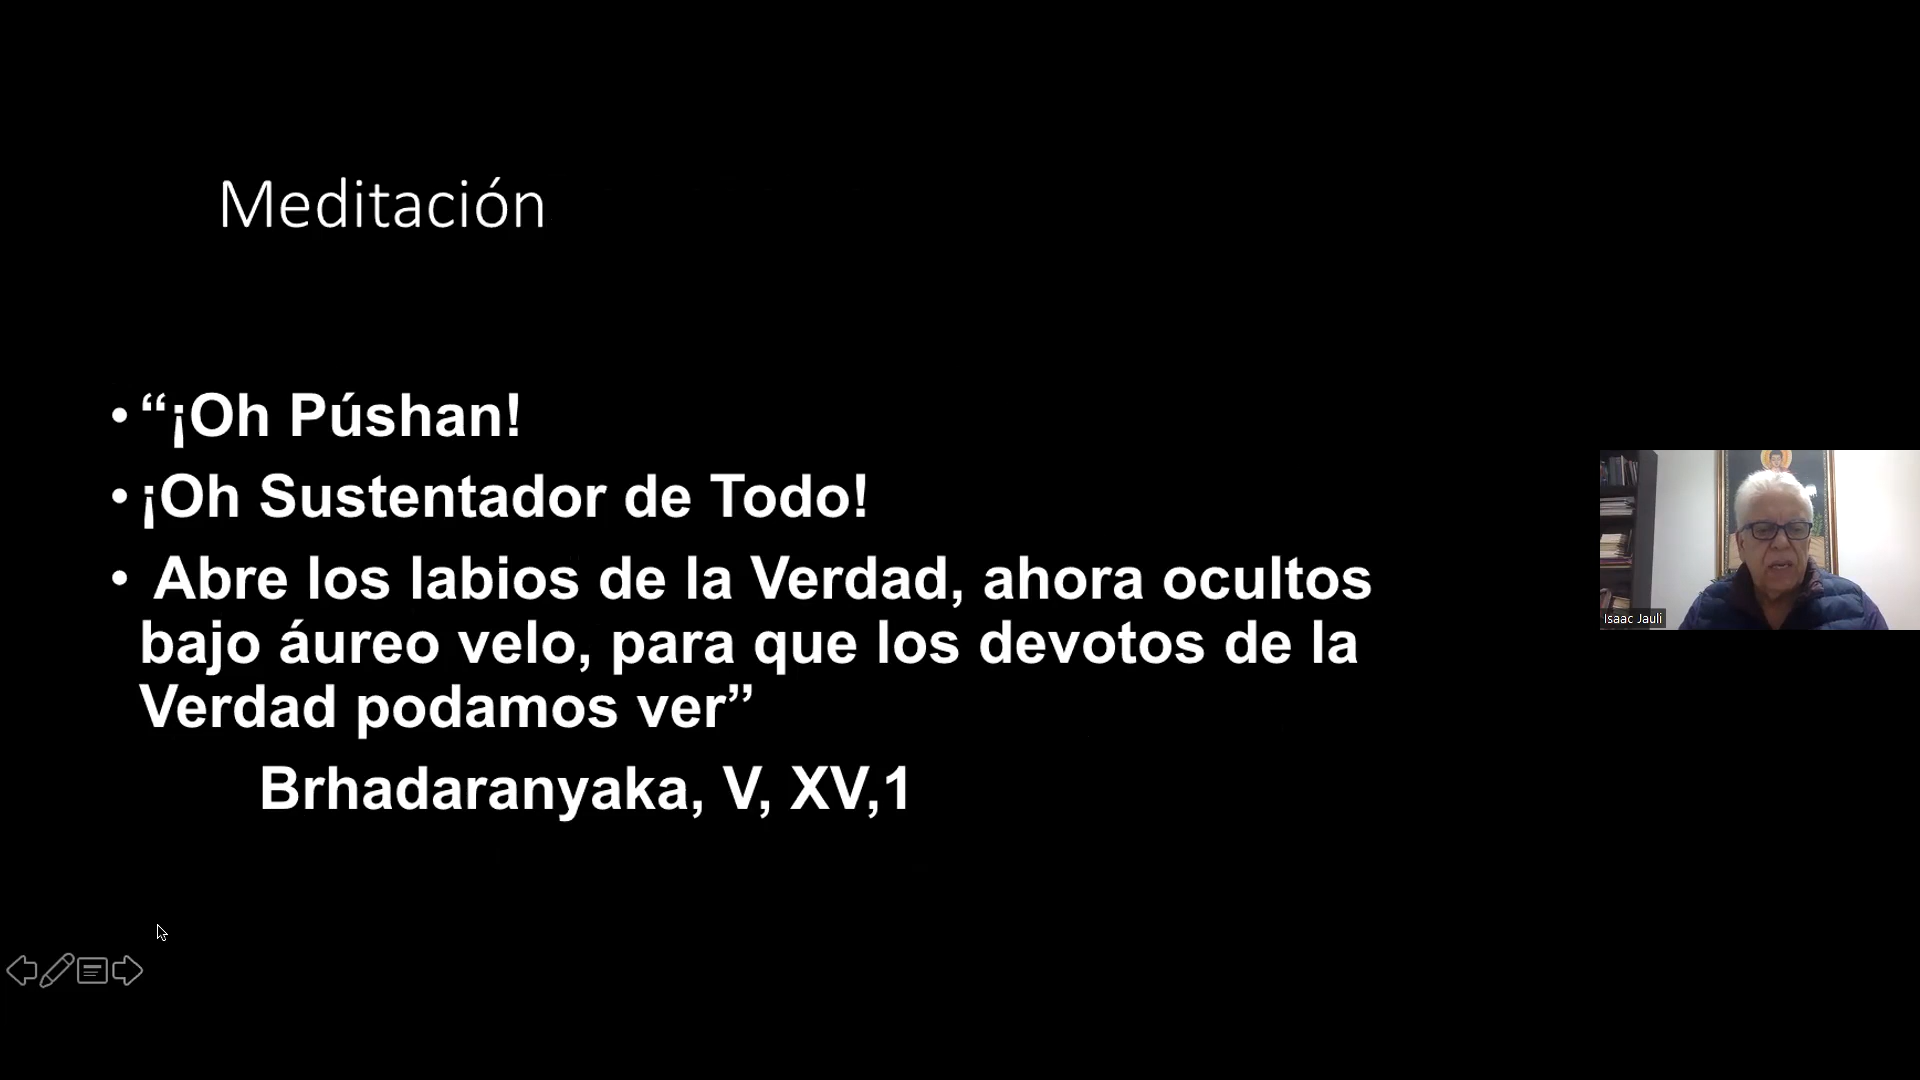 Meditación
• “¡Oh Púshan!
• ¡Oh Sustentador de Todo!
• Abre los labios de la Verdad, ahora ocultos
bajo áureo velo, para que los devotos de la
Verdad podamos ver”
Brhadaranyaka, V, XV,1
Isaac Jauli